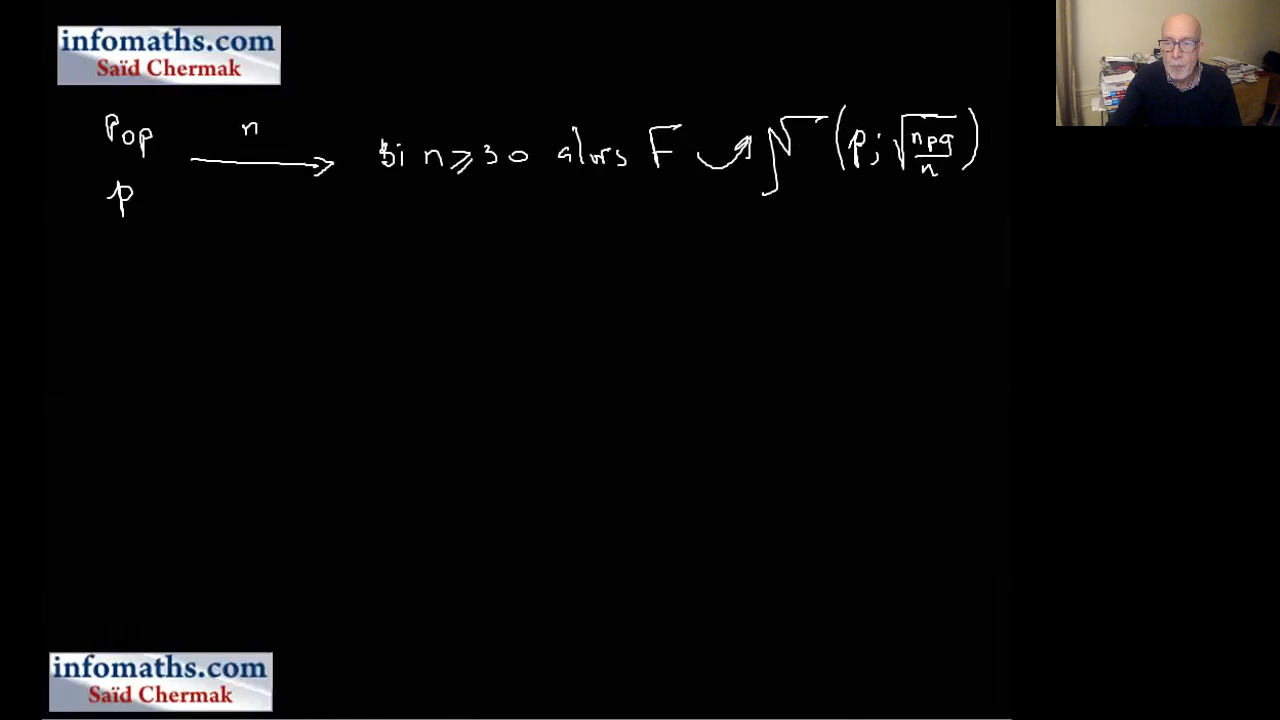 infomaths.com
Saïd Chermak
Pop n Si n ⩾ 30 alors F ↪ N (p; √npq/n)
p
infomaths.com
Saïd Chermak